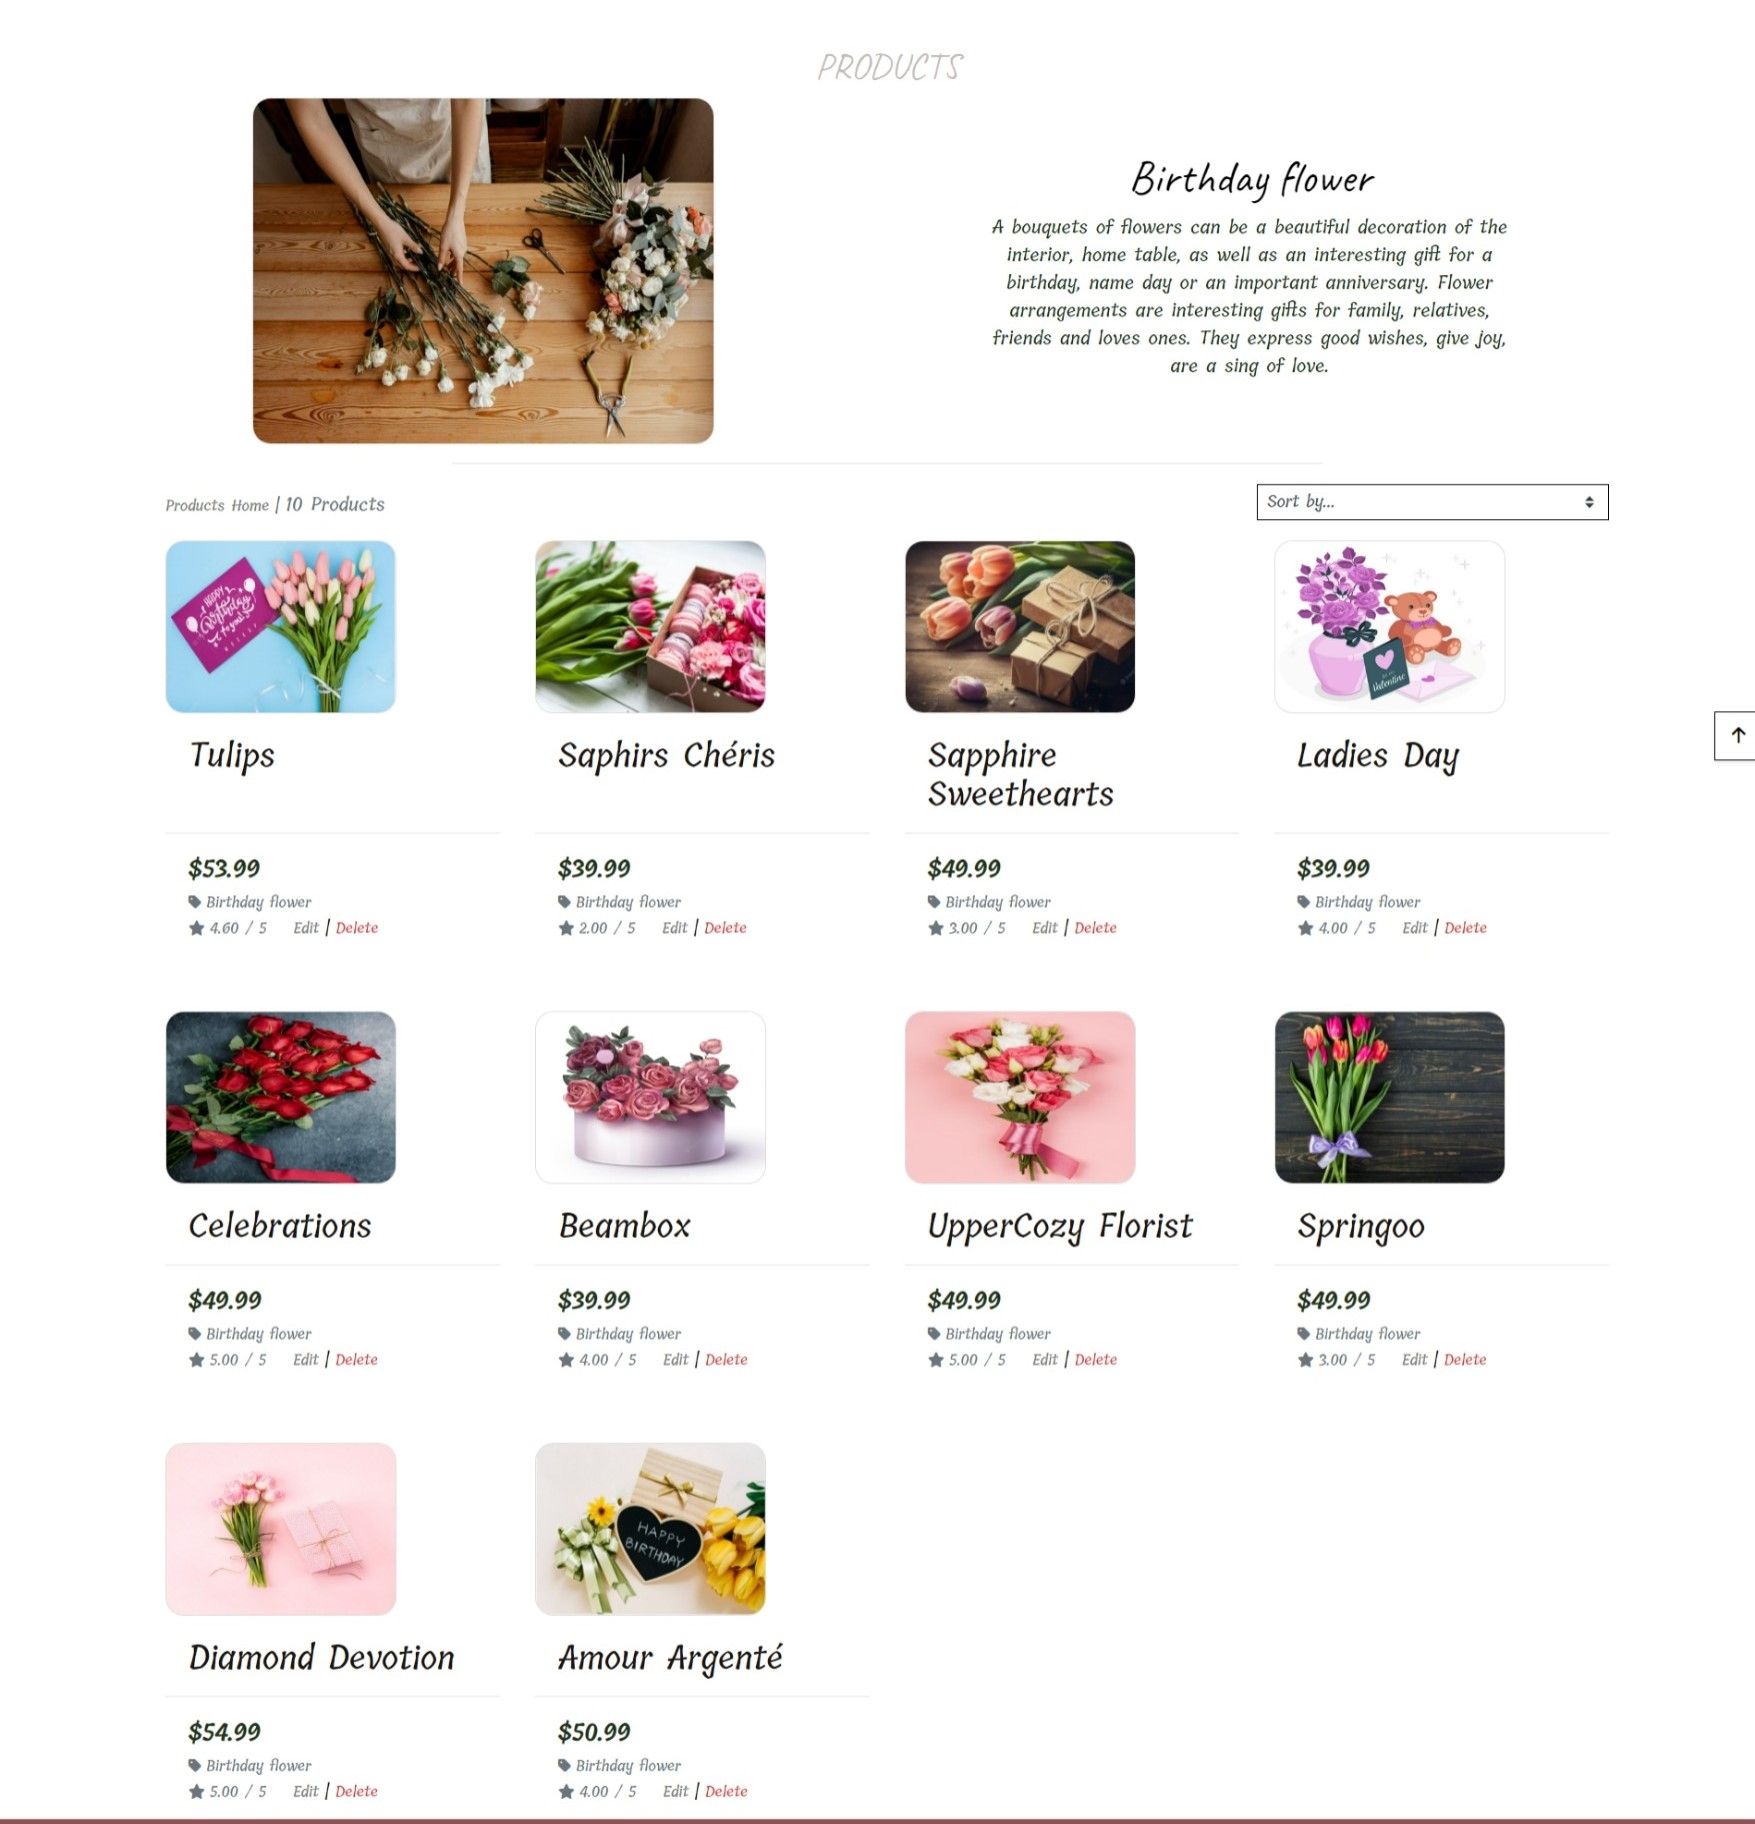 PRODUCTS
Birthday flower
A bouquets of flowers can be a beautiful decoration of the
interior, home table, as well as an interesting gift for a
birthday, name day or an important anniversary. Flower
arrangements are interesting gifts for family, relatives,
friends and loves ones. They express good wishes, give joy,
are a sing of love.
Products Home | 10 Products
Sort by...
HAPPY
Birthday
to you!
Valentine
Tulips
Saphirs Chéris
Sapphire
Sweethearts
Ladies Day
$53.99
$39.99
$49.99
$39.99
Birthday flower
Birthday flower
Birthday flower
Birthday flower
4.60 / 5 Edit | Delete
2.00 / 5 Edit | Delete
3.00 / 5 Edit | Delete
4.00 / 5 Edit | Delete
Celebrations
Beambox
UpperCozy Florist
Springoo
$49.99
$39.99
$49.99
$49.99
Birthday flower
Birthday flower
Birthday flower
Birthday flower
5.00 / 5 Edit | Delete
4.00 / 5 Edit | Delete
5.00 / 5 Edit | Delete
3.00 / 5 Edit | Delete
HAPPY
BIRTHDAY
Diamond Devotion
Amour Argenté
$54.99
$50.99
Birthday flower
Birthday flower
5.00 / 5 Edit | Delete
4.00 / 5 Edit | Delete